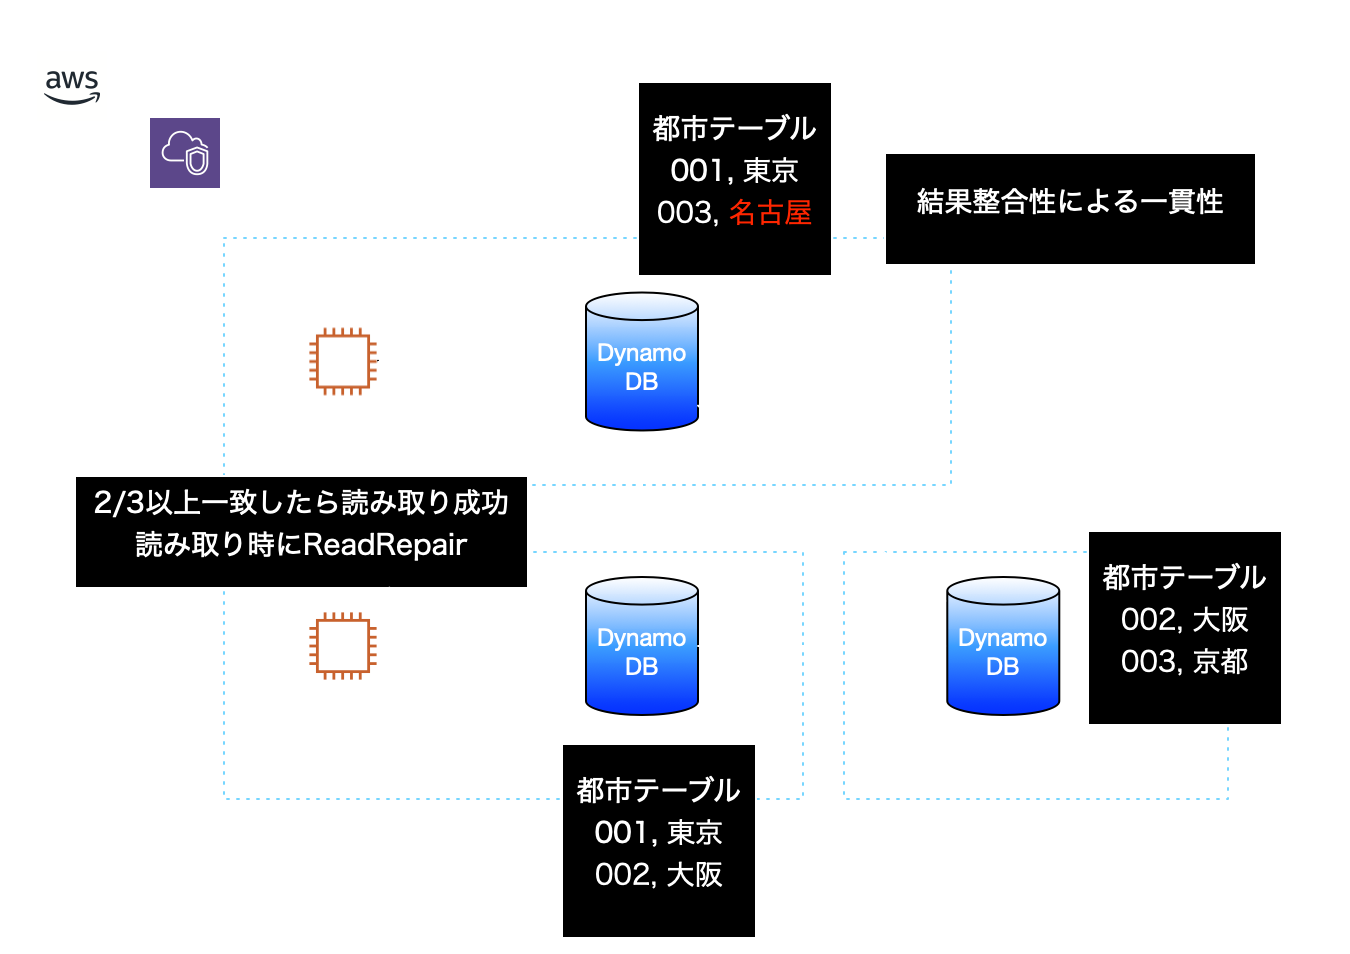 aws
都市テーブル
001, 東京
003, 名古屋
結果整合性による一貫性
Dynamo
DB
2/3以上一致したら読み取り成功
読み取り時にReadRepair
Dynamo
DB
Dynamo
DB
都市テーブル
002, 大阪
003, 京都
都市テーブル
001, 東京
002, 大阪